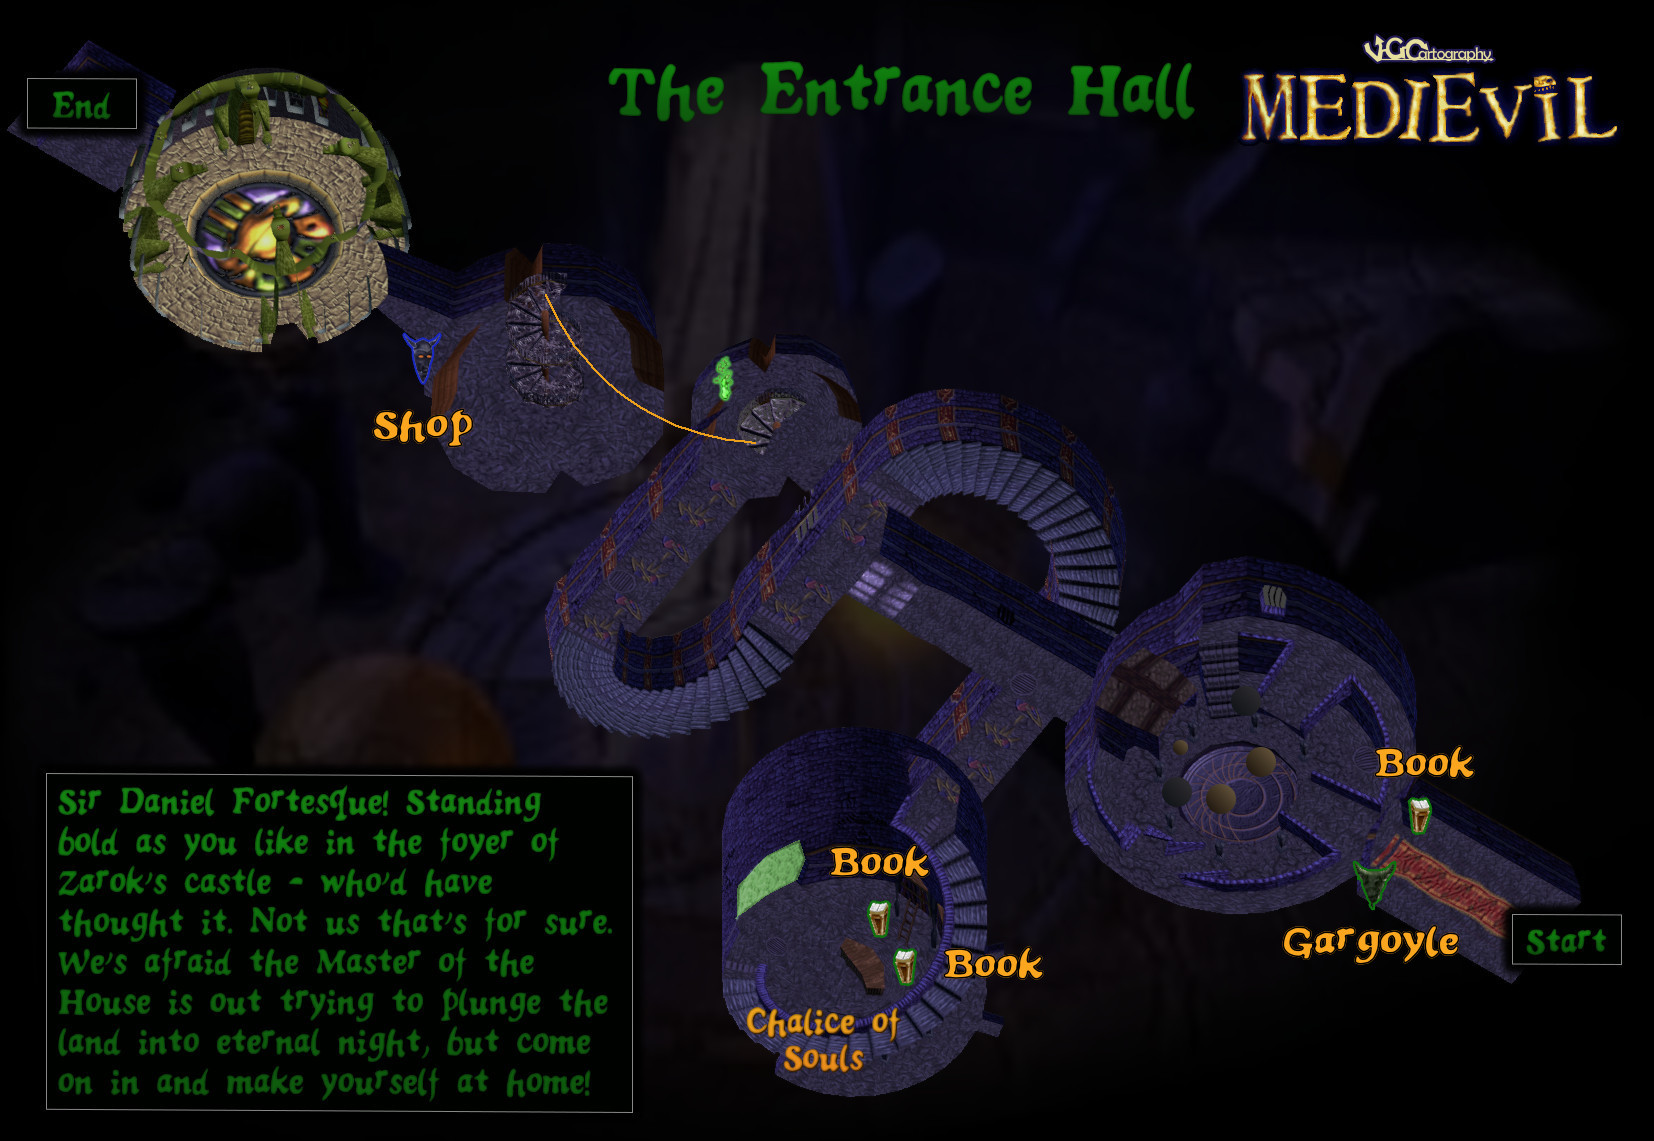 The Entrance Hall
VGCartography
MEDIEVIL
End
Shop
Book
Book
Book
Gargoyle
Start
Chalice of
Souls
Sir Daniel Fortesque! Standing
bold as you like in the foyer of
Zarok's castle - who'd have
thought it. Not us that's for sure.
We's afraid the Master of the
House is out trying to plunge the
land into eternal night, but come
on in and make yourself at home!